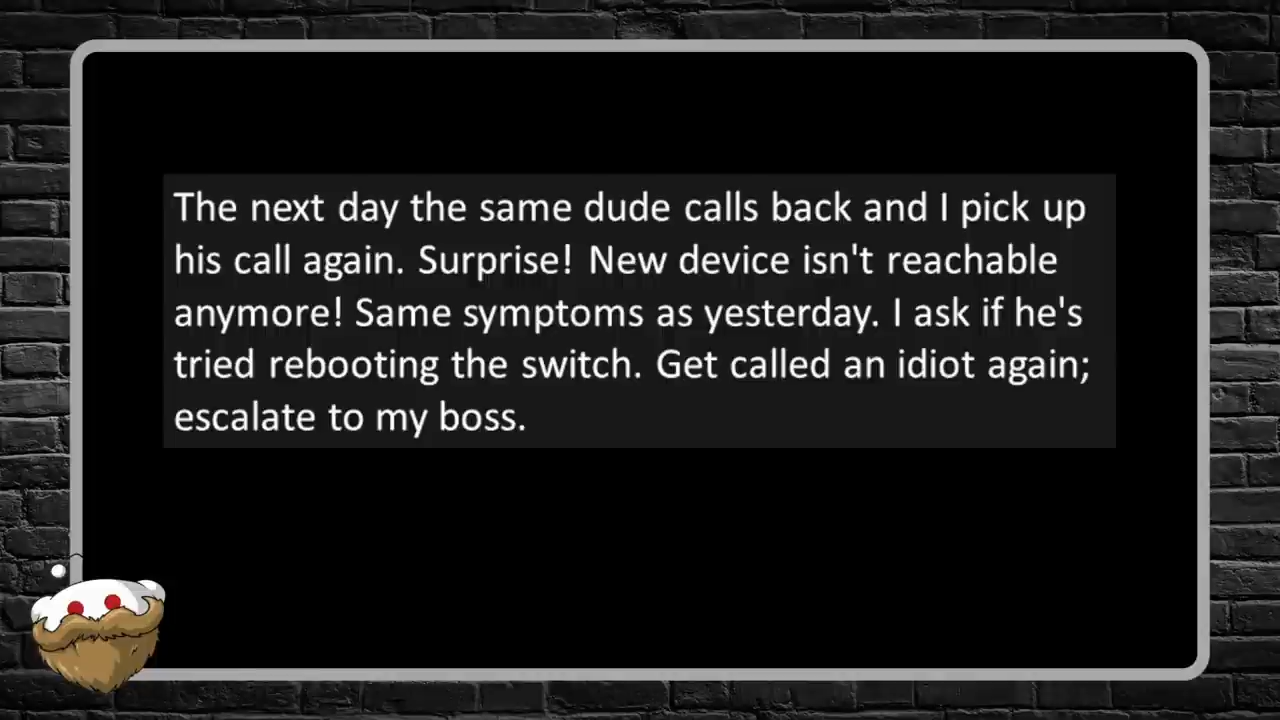 The next day the same dude calls back and I pick up
his call again. Surprise! New device isn't reachable
anymore! Same symptoms as yesterday. I ask if he's
tried rebooting the switch. Get called an idiot again;
escalate to my boss.